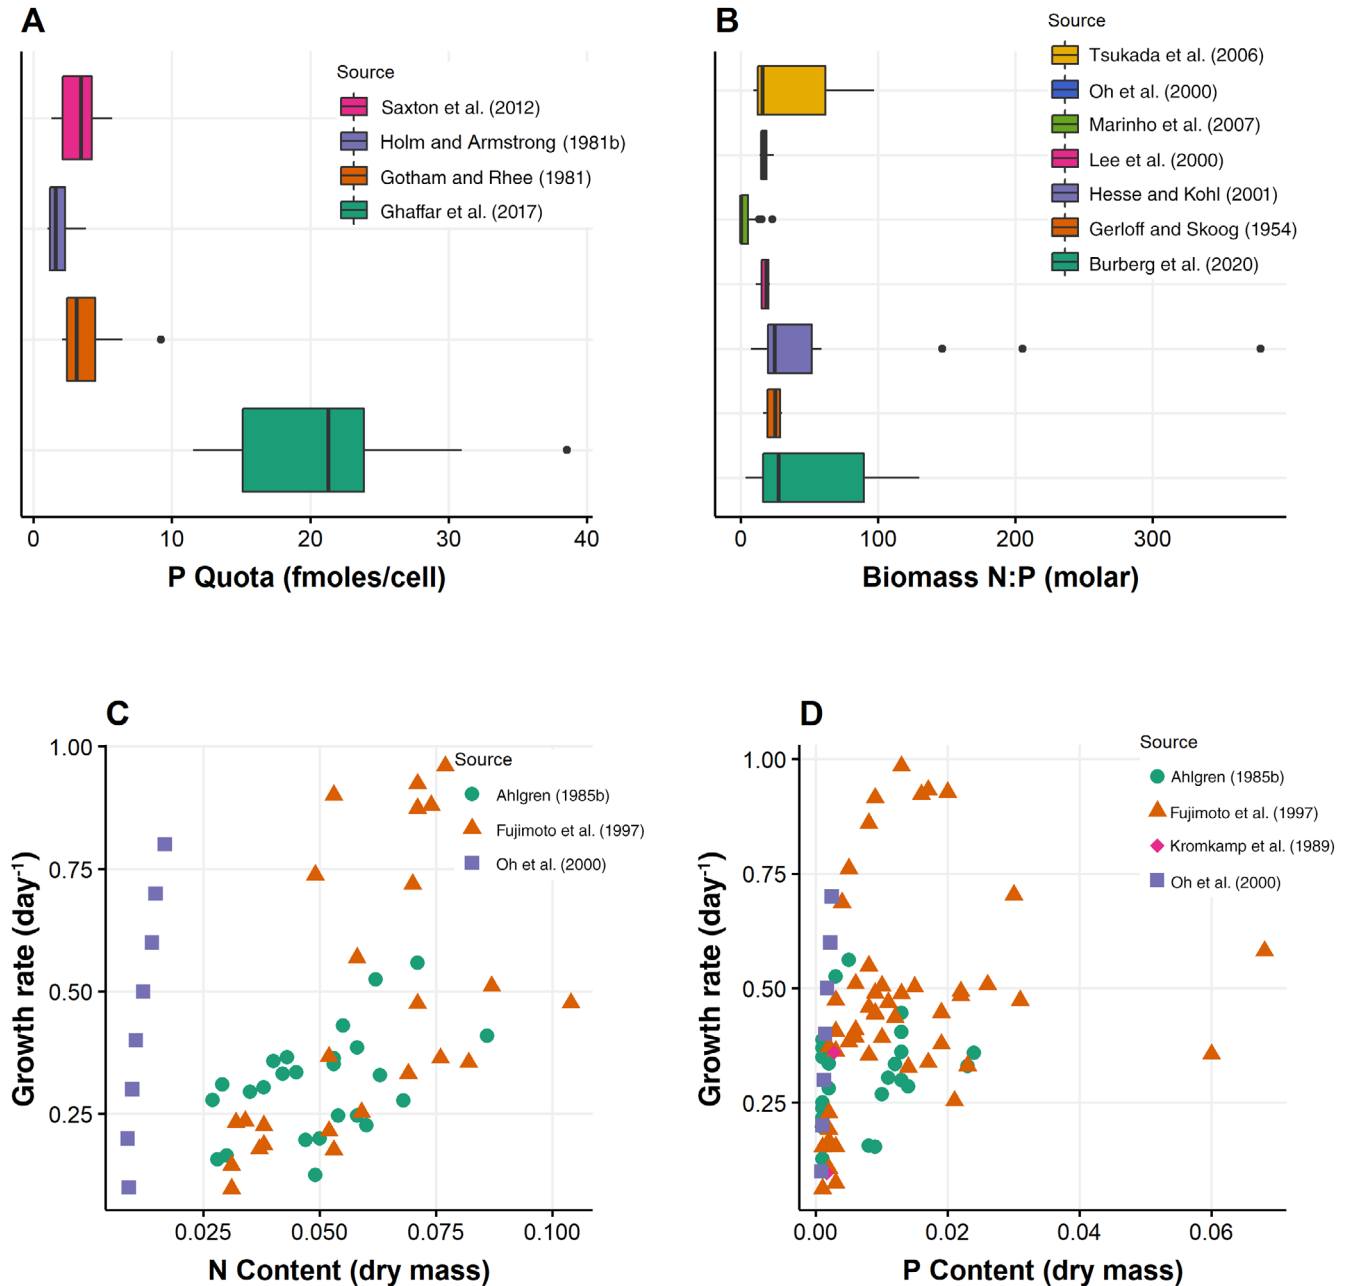 A
Source
Saxton et al. (2012)
Holm and Armstrong (1981b)
Gotham and Rhee (1981)
Ghaffar et al. (2017)
0 10 20 30 40
P Quota (fmoles/cell)
B
Source
Tsukada et al. (2006)
Oh et al. (2000)
Marinho et al. (2007)
Lee et al. (2000)
Hesse and Kohl (2001)
Gerloff and Skoog (1954)
Burberg et al. (2020)
0 100 200 300
Biomass N:P (molar)
C
Source
Ahlgren (1985b)
Fujimoto et al. (1997)
Oh et al. (2000)
1.00
0.75
0.50
0.25
Growth rate (day⁻¹)
0.025 0.050 0.075 0.100
N Content (dry mass)
D
Source
Ahlgren (1985b)
Fujimoto et al. (1997)
Kromkamp et al. (1989)
Oh et al. (2000)
1.00
0.75
0.50
0.25
Growth rate (day⁻¹)
0.00 0.02 0.04 0.06
P Content (dry mass)